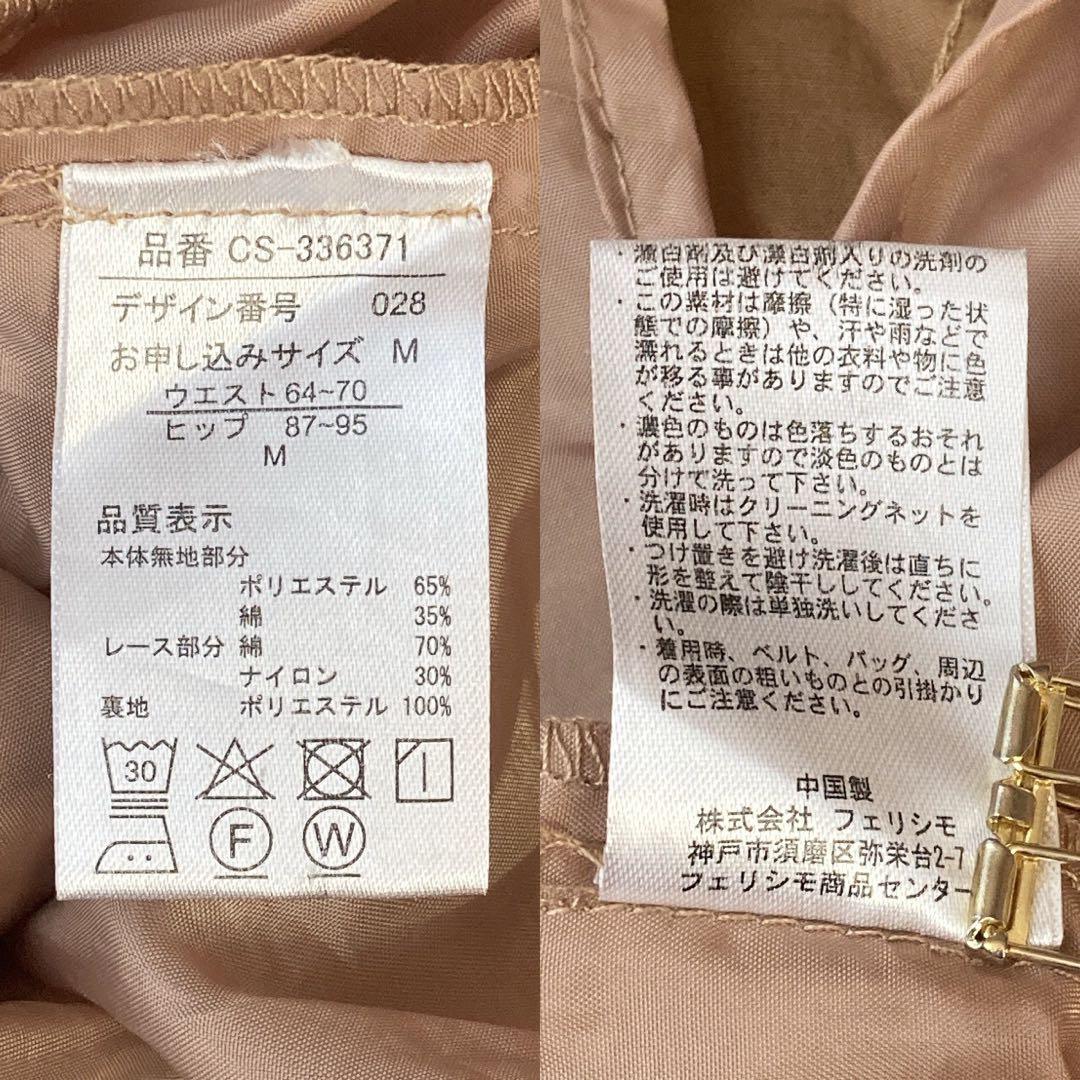 品番 CS-336371
デザイン番号 028
お申し込みサイズ M
ウエスト 64~70
ヒップ 87~95
M
品質表示
本体無地部分
ポリエステル 65%
綿 35%
レース部分 綿 70%
ナイロン 30%
裏地 ポリエステル 100%
30
F W
・漂白剤及び漂白剤入りの洗剤の
ご使用は避けてください。
・この素材は摩擦（特に湿った状
態での摩擦）や、汗や雨などで
濡れるときは他の衣料や物に色
が移る事がありますのでご注意
ください。
・濃色のものは色落ちするおそれ
がありますので淡色のものとは
分けて洗って下さい。
・洗濯時はクリーニングネットを
使用して下さい。
・つけ置きを避け洗濯後は直ちに
形を整えて陰干ししてください。
・洗濯の際は単独洗いしてくださ
い。
・着用時、ベルト、バッグ、周辺
の表面の粗いものとの引掛かり
にご注意ください。
中国製
株式会社 フェリシモ
神戸市須磨区弥栄台2-7
フェリシモ商品センター